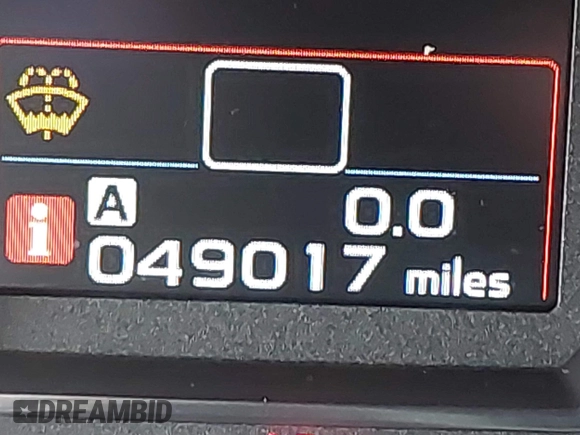 A 0.0
i
049017 miles
DREAMBID